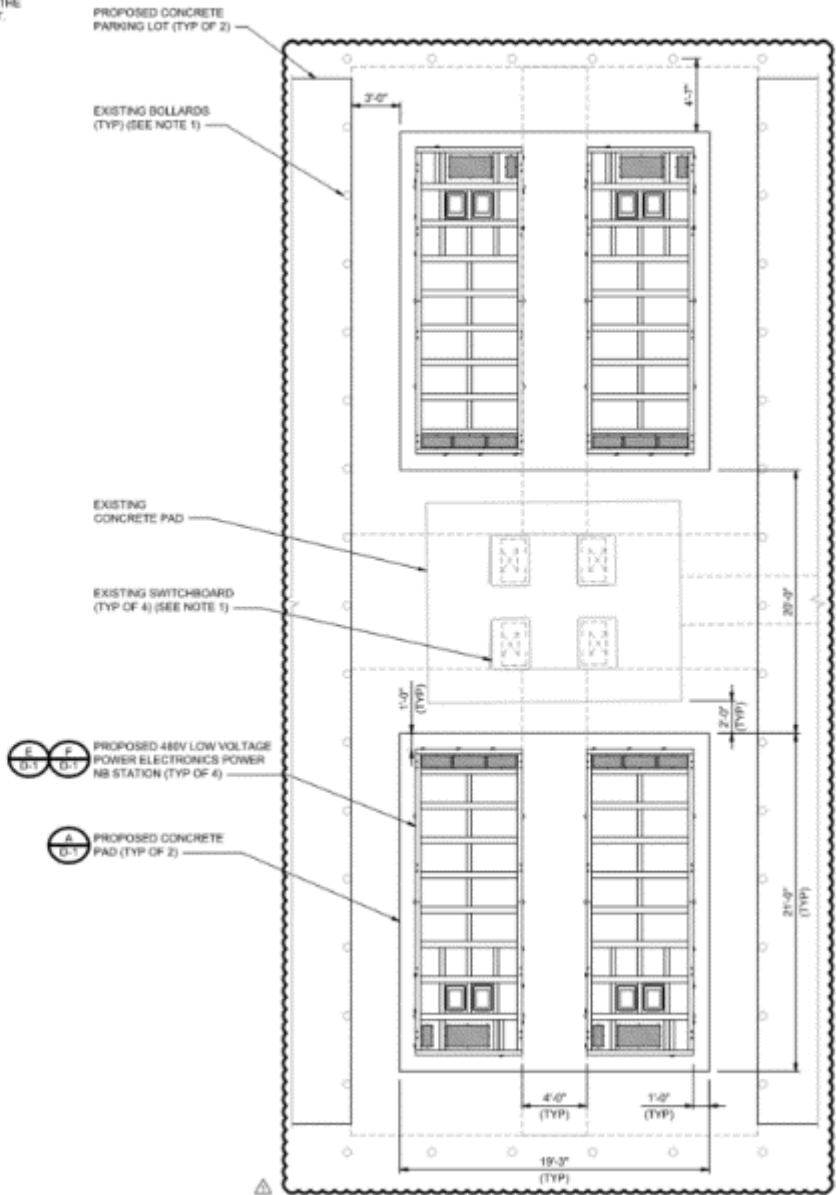 THE
T.
PROPOSED CONCRETE
PARKING LOT (TYP OF 2)
3'-0"
4'-7"
EXISTING BOLLARDS
(TYP) (SEE NOTE 1)
EXISTING
CONCRETE PAD
EXISTING SWITCHBOARD
(TYP OF 4) (SEE NOTE 1)
20'-0"
1'-0"
(TYP)
2'-0"
(TYP)
E
D-1
F
D-1
PROPOSED 480V LOW VOLTAGE
POWER ELECTRONICS POWER
NB STATION (TYP OF 4)
A
D-1
PROPOSED CONCRETE
PAD (TYP OF 2)
21'-0"
(TYP)
4'-0"
(TYP)
1'-0"
(TYP)
19'-3"
(TYP)